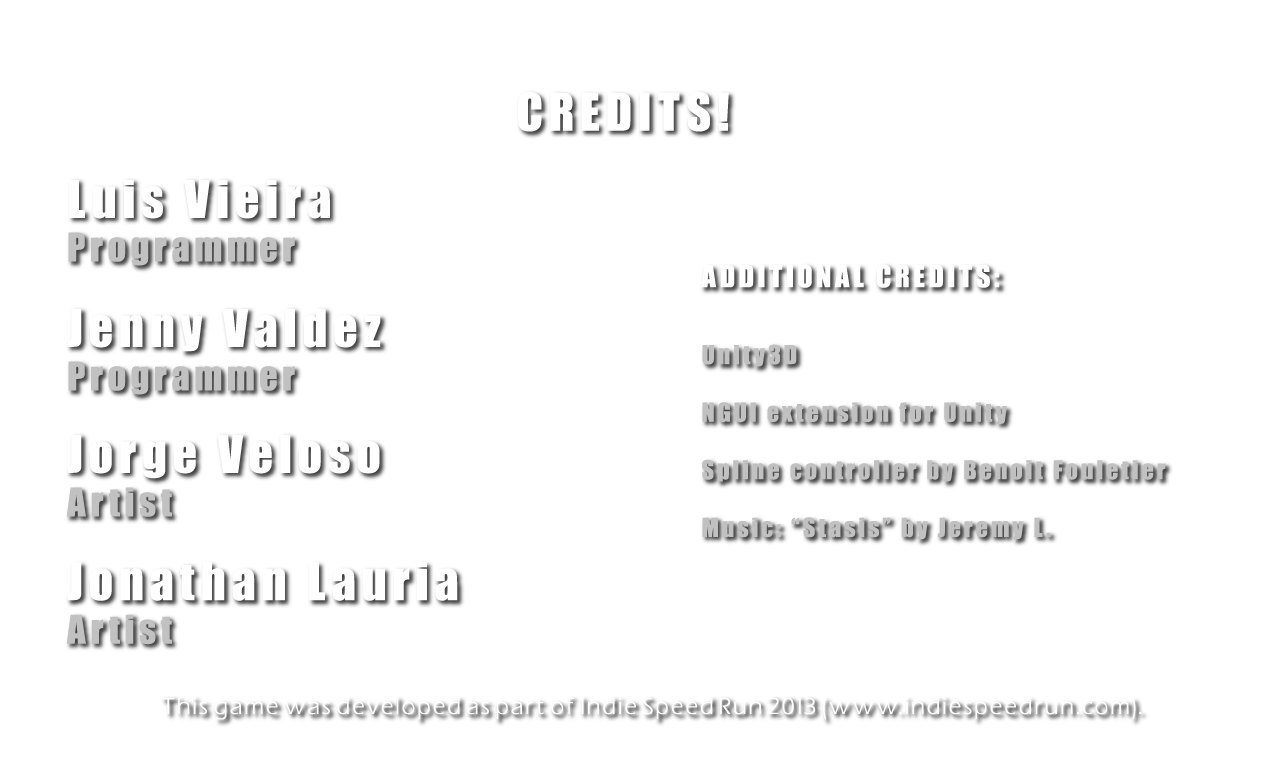 CREDITS!
Luis Vieira
Programmer
Jenny Valdez
Programmer
Jorge Veloso
Artist
Jonathan Lauria
Artist
ADDITIONAL CREDITS:
Unity3D
NGUI extension for Unity
Spline controller by Benoit Fouletier
Music: "Stasis" by Jeremy L.
This game was developed as part of Indie Speed Run 2013 (www.indiespeedrun.com).